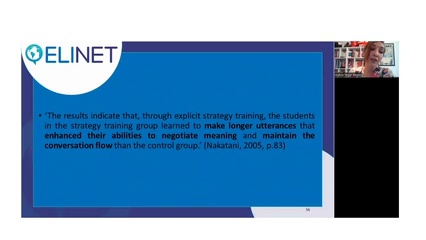 ELINET
• 'The results indicate that, through explicit strategy training, the students
in the strategy training group learned to make longer utterances that
enhanced their abilities to negotiate meaning and maintain the
conversation flow than the control group.' (Nakatani, 2005, p.83)